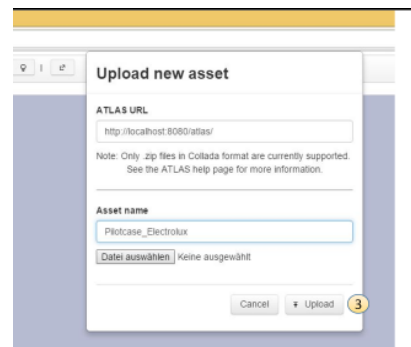 Upload new asset
ATLAS URL
http://localhost:8080/atlas/
Note: Only .zip files in Collada format are currently supported.
See the ATLAS help page for more information.
Asset name
Pilotcase_Electrolux
Datei auswählen Keine ausgewählt
Cancel Upload 3